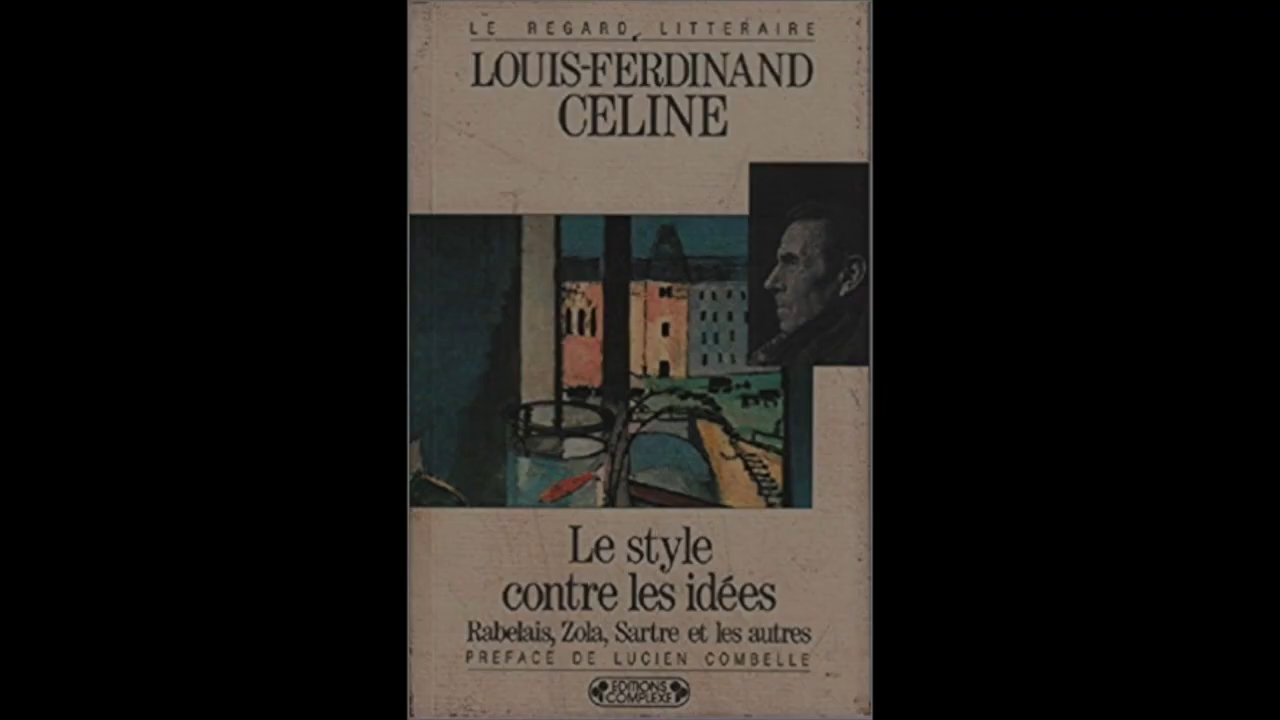 LE REGARD LITTERAIRE
LOUIS-FERDINAND
CELINE
Le style
contre les idées
Rabelais, Zola, Sartre et les autres
PREFACE DE LUCIEN COMBELLE
EDITIONS
COMPLEXE